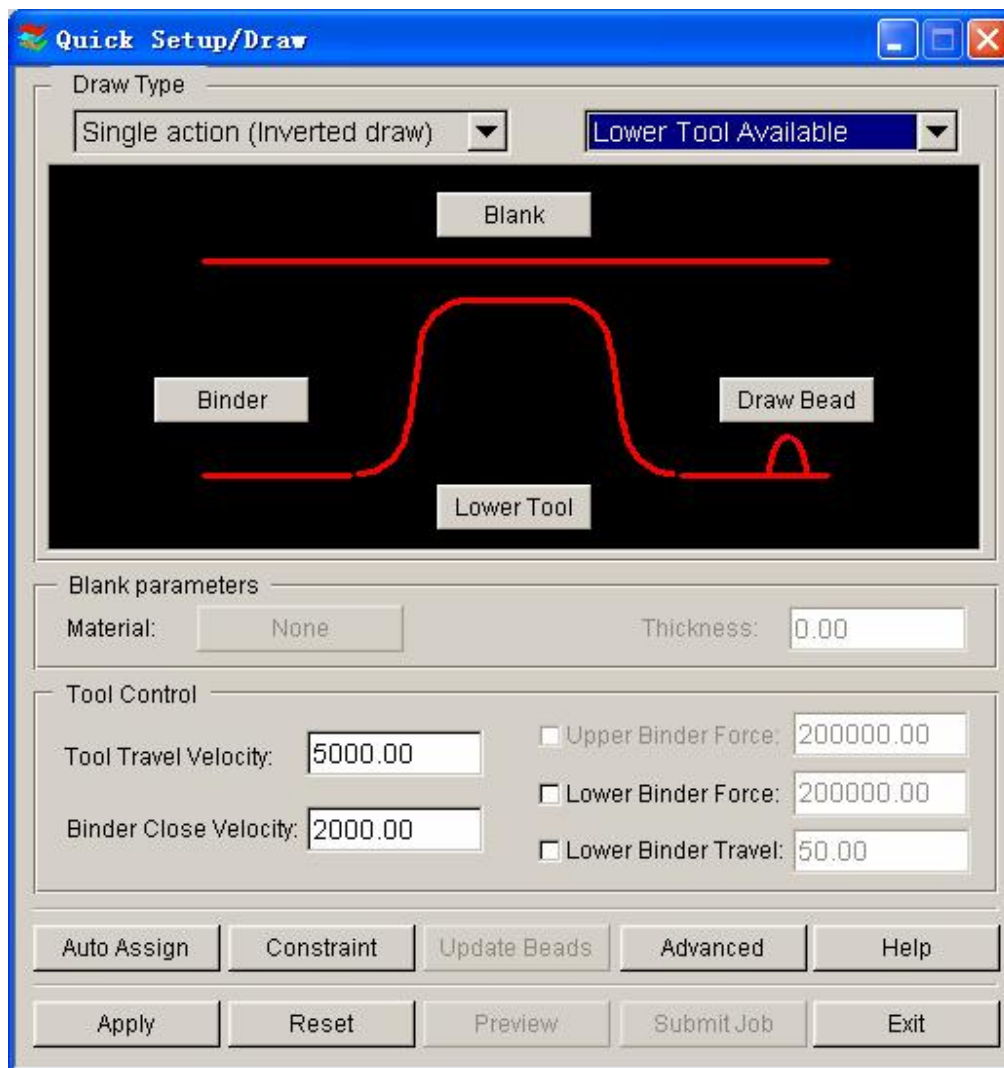 Quick Setup/Draw
Draw Type
Single action (Inverted draw) Lower Tool Available
Blank
Binder Draw Bead
Lower Tool
Blank parameters
Material: None Thickness: 0.00
Tool Control
Tool Travel Velocity: 5000.00
Upper Binder Force: 200000.00
Lower Binder Force: 200000.00
Binder Close Velocity: 2000.00
Lower Binder Travel: 50.00
Auto Assign Constraint Update Beads Advanced Help
Apply Reset Preview Submit Job Exit